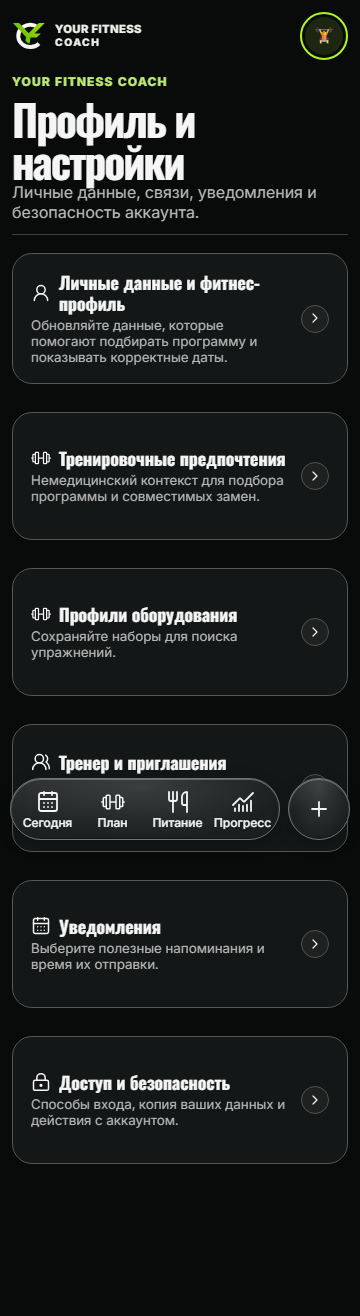 YOUR FITNESS
COACH
YOUR FITNESS COACH
Профиль и
настройки
Личные данные, связи, уведомления и
безопасность аккаунта.
Личные данные и фитнес-
профиль
Обновляйте данные, которые
помогают подбирать программу и
показывать корректные даты.
Тренировочные предпочтения
Немедицинский контекст для подбора
программы и совместимых замен.
Профили оборудования
Сохраняйте наборы для поиска
упражнений.
Тренер и приглашения
Сегодня
План
Питание
Прогресс
Уведомления
Выберите полезные напоминания и
время их отправки.
Доступ и безопасность
Способы входа, копия ваших данных и
действия с аккаунтом.